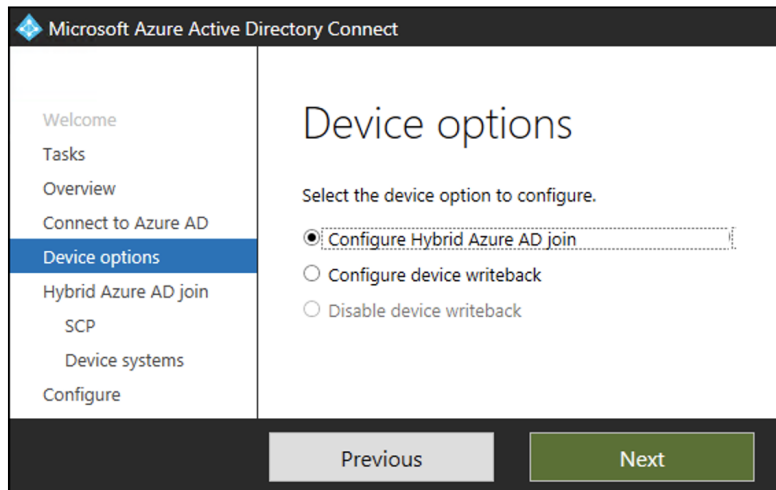 Microsoft Azure Active Directory Connect
Welcome
Tasks
Overview
Connect to Azure AD
Device options
Hybrid Azure AD join
SCP
Device systems
Configure
Device options
Select the device option to configure.
Configure Hybrid Azure AD join
Configure device writeback
Disable device writeback
Previous
Next